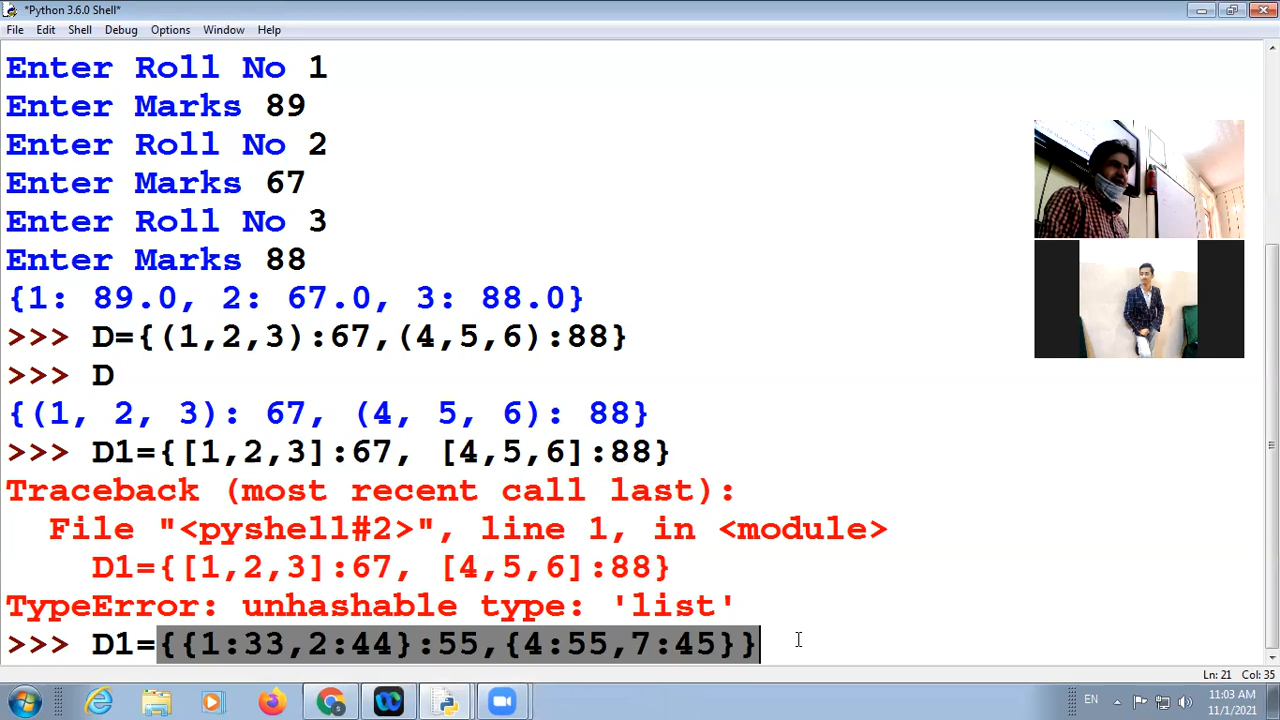 *Python 3.6.0 Shell*
File Edit Shell Debug Options Window Help
Enter Roll No 1
Enter Marks 89
Enter Roll No 2
Enter Marks 67
Enter Roll No 3
Enter Marks 88
{1: 89.0, 2: 67.0, 3: 88.0}
>>> D={(1,2,3):67,(4,5,6):88}
>>> D
{(1, 2, 3): 67, (4, 5, 6): 88}
>>> D1={[1,2,3]:67, [4,5,6]:88}
Traceback (most recent call last):
  File "<pyshell#2>", line 1, in <module>
    D1={[1,2,3]:67, [4,5,6]:88}
TypeError: unhashable type: 'list'
>>> D1={{1:33,2:44}:55,{4:55,7:45}}
Ln: 21 Col: 35
EN
11:03 AM
11/1/2021